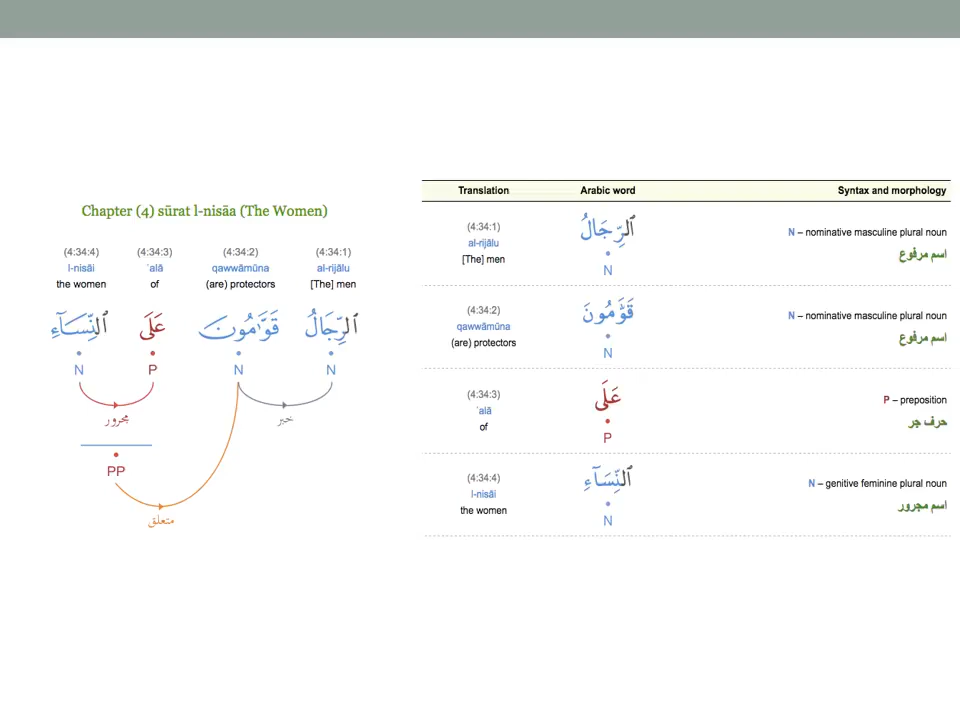 Chapter (4) sūrat l-nisāa (The Women)
(4:34:4) (4:34:3) (4:34:2) (4:34:1)
l-nisāi ʿalā qawwāmūna al-rijālu
the women of (are) protectors [The] men
ٱلرِّجَالُ قَوَّٰمُونَ عَلَى ٱلنِّسَآءِ
N P N N
مجرور خبر
PP
متعلق
Translation Arabic word Syntax and morphology
(4:34:1)
al-rijālu
[The] men
ٱلرِّجَالُ
N
N – nominative masculine plural noun
اسم مرفوع
(4:34:2)
qawwāmūna
(are) protectors
قَوَّٰمُونَ
N
N – nominative masculine plural noun
اسم مرفوع
(4:34:3)
ʿalā
of
عَلَى
P
P – preposition
حرف جر
(4:34:4)
l-nisāi
the women
ٱلنِّسَآءِ
N
N – genitive feminine plural noun
اسم مجرور